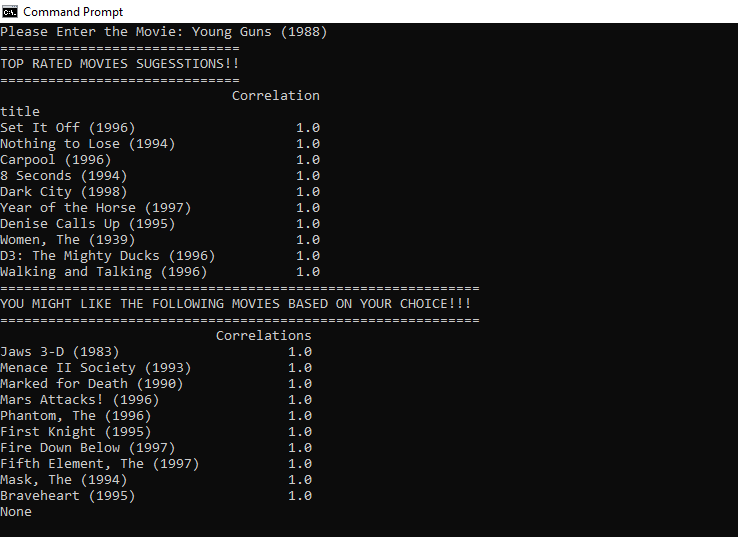 Command Prompt
Please Enter the Movie: Young Guns (1988)
==============================
TOP RATED MOVIES SUGESSTIONS!!
==============================
Correlation
title
Set It Off (1996) 1.0
Nothing to Lose (1994) 1.0
Carpool (1996) 1.0
8 Seconds (1994) 1.0
Dark City (1998) 1.0
Year of the Horse (1997) 1.0
Denise Calls Up (1995) 1.0
Women, The (1939) 1.0
D3: The Mighty Ducks (1996) 1.0
Walking and Talking (1996) 1.0
============================================================
YOU MIGHT LIKE THE FOLLOWING MOVIES BASED ON YOUR CHOICE!!!
============================================================
Correlations
Jaws 3-D (1983) 1.0
Menace II Society (1993) 1.0
Marked for Death (1990) 1.0
Mars Attacks! (1996) 1.0
Phantom, The (1996) 1.0
First Knight (1995) 1.0
Fire Down Below (1997) 1.0
Fifth Element, The (1997) 1.0
Mask, The (1994) 1.0
Braveheart (1995) 1.0
None